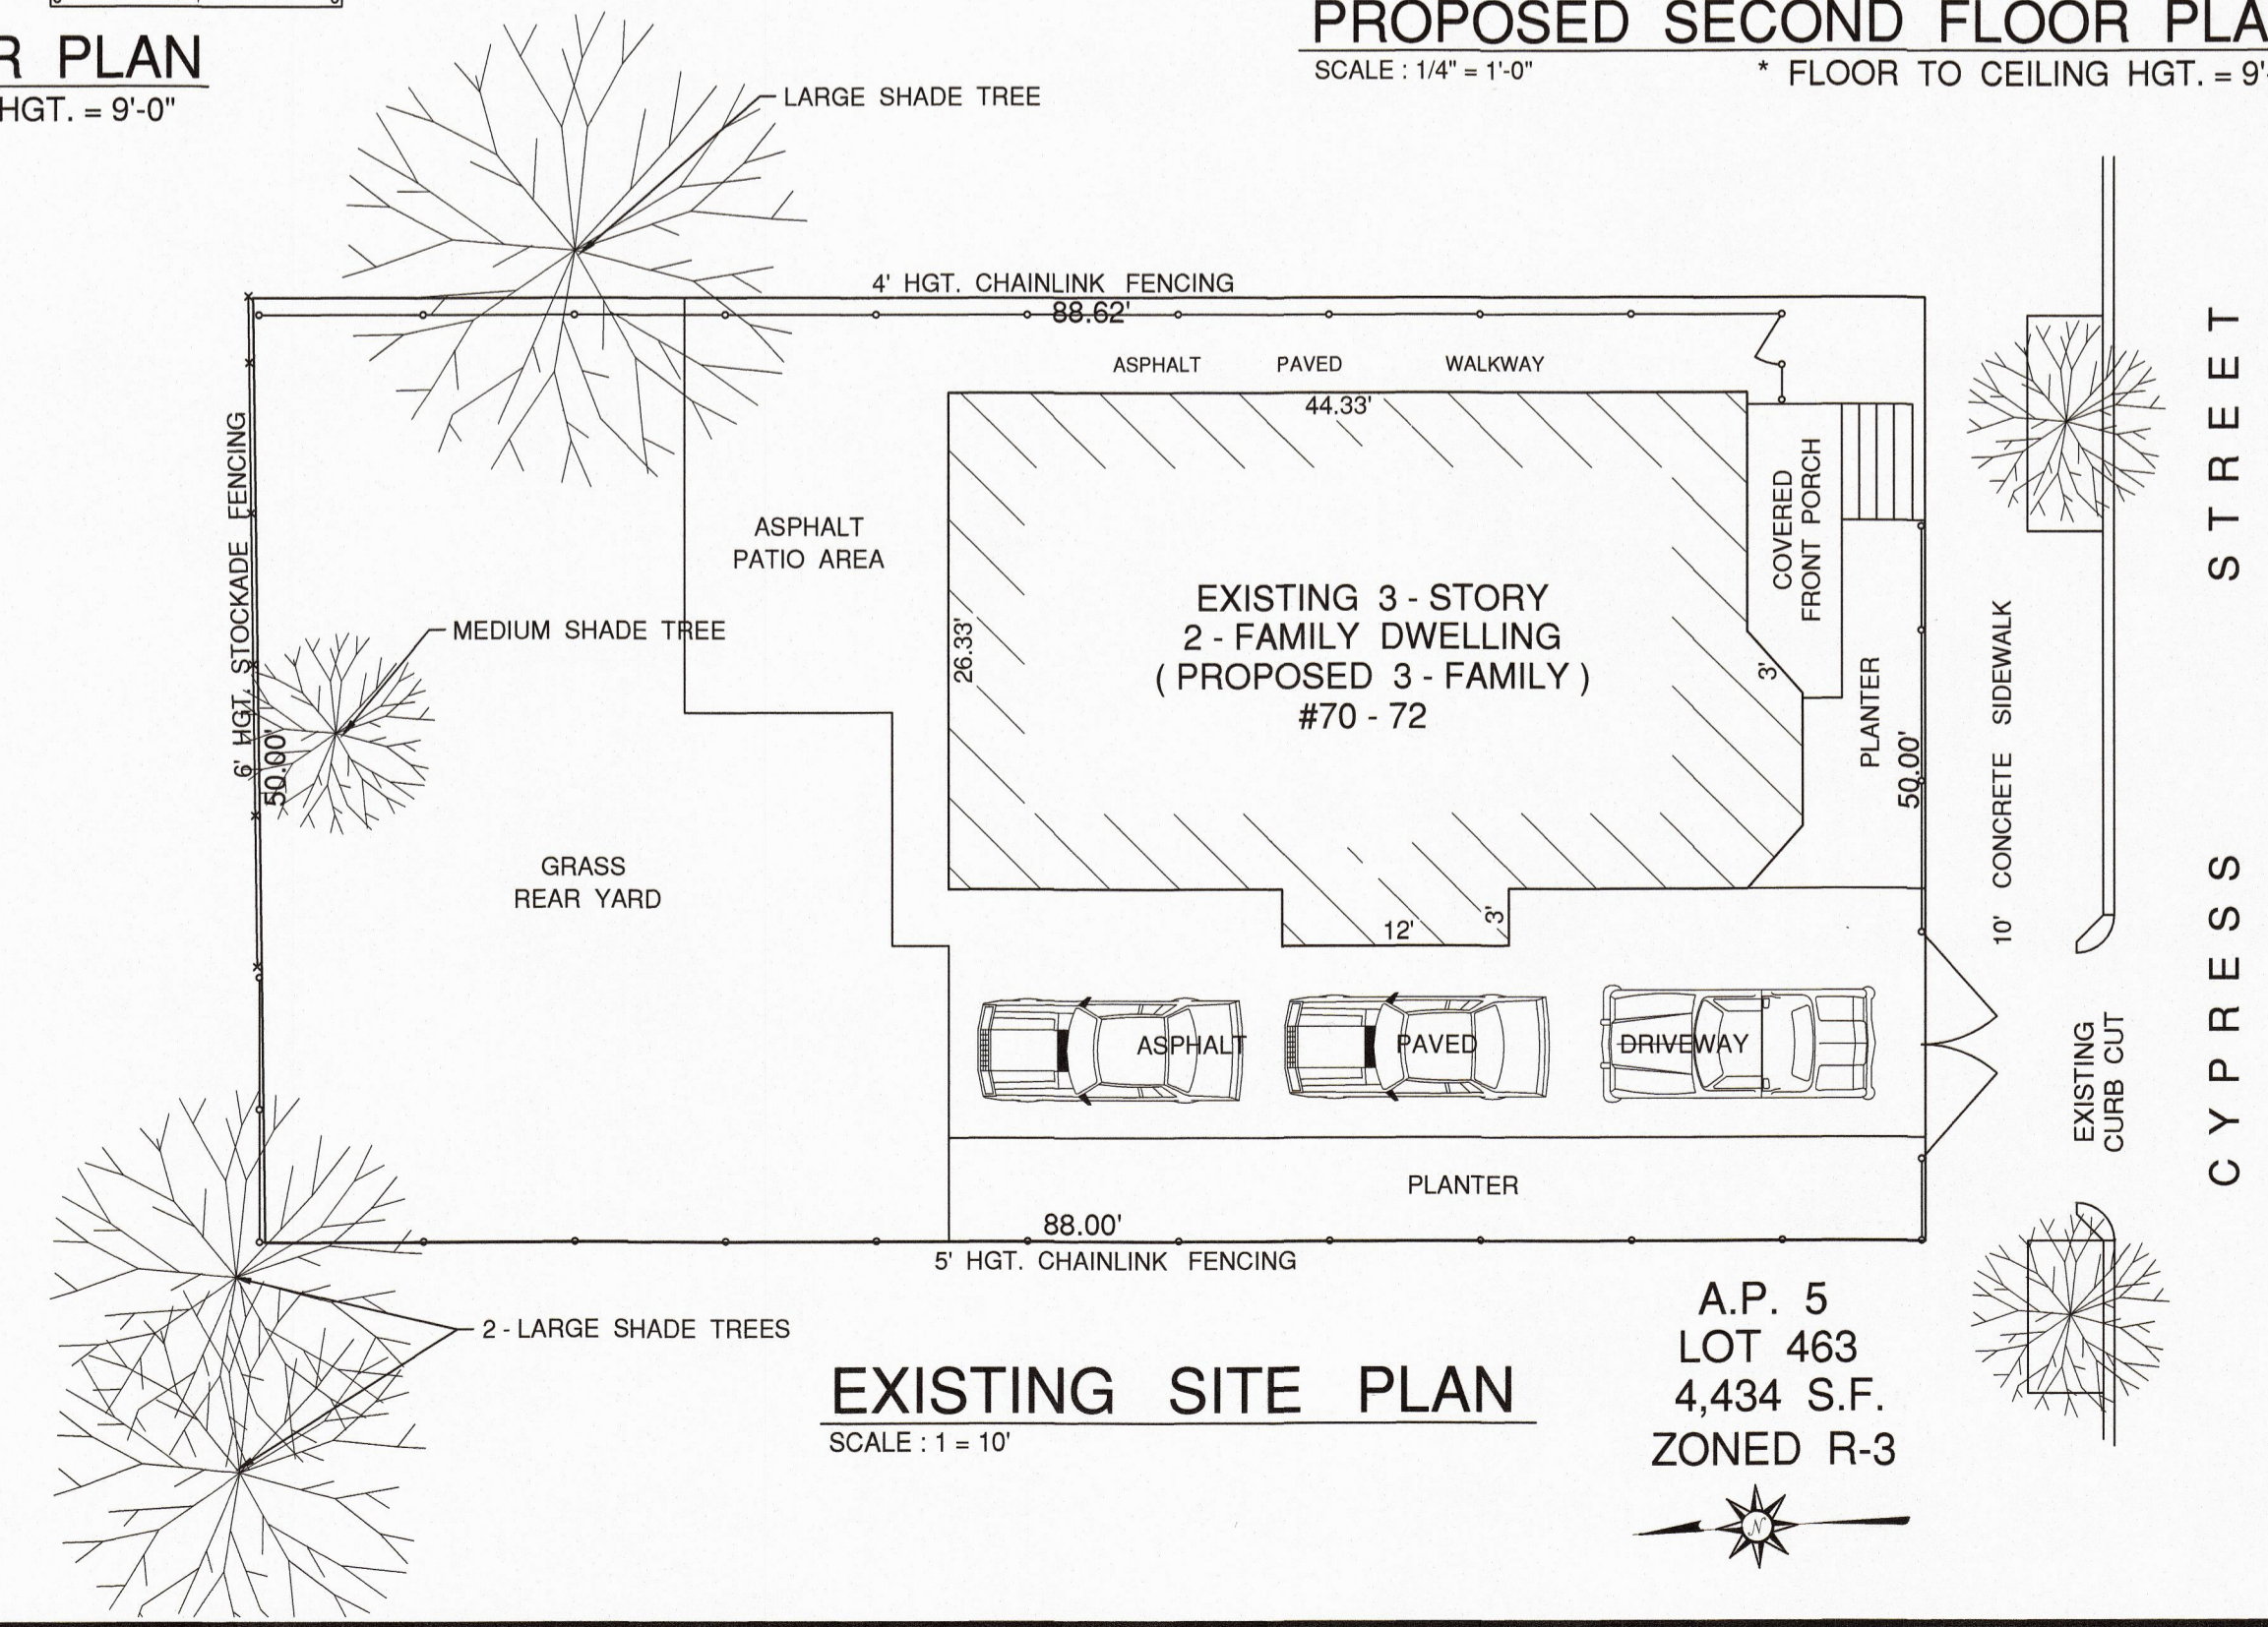 R PLAN
HGT. = 9'-0"
PROPOSED SECOND FLOOR PLA
SCALE : 1/4" = 1'-0"
* FLOOR TO CEILING HGT. = 9'-
LARGE SHADE TREE
4' HGT. CHAINLINK FENCING
88.62'
ASPHALT PAVED WALKWAY
44.33'
6' HGT. STOCKADE FENCING
50.00'
ASPHALT
PATIO AREA
MEDIUM SHADE TREE
26.33'
EXISTING 3 - STORY
2 - FAMILY DWELLING
( PROPOSED 3 - FAMILY )
#70 - 72
COVERED
FRONT PORCH
3'
PLANTER
50.00'
10' CONCRETE SIDEWALK
CYPRESS STREET
GRASS
REAR YARD
12'
3'
ASPHALT PAVED DRIVEWAY
EXISTING
CURB CUT
PLANTER
88.00'
5' HGT. CHAINLINK FENCING
2 - LARGE SHADE TREES
EXISTING SITE PLAN
SCALE : 1 = 10'
A.P. 5
LOT 463
4,434 S.F.
ZONED R-3
N